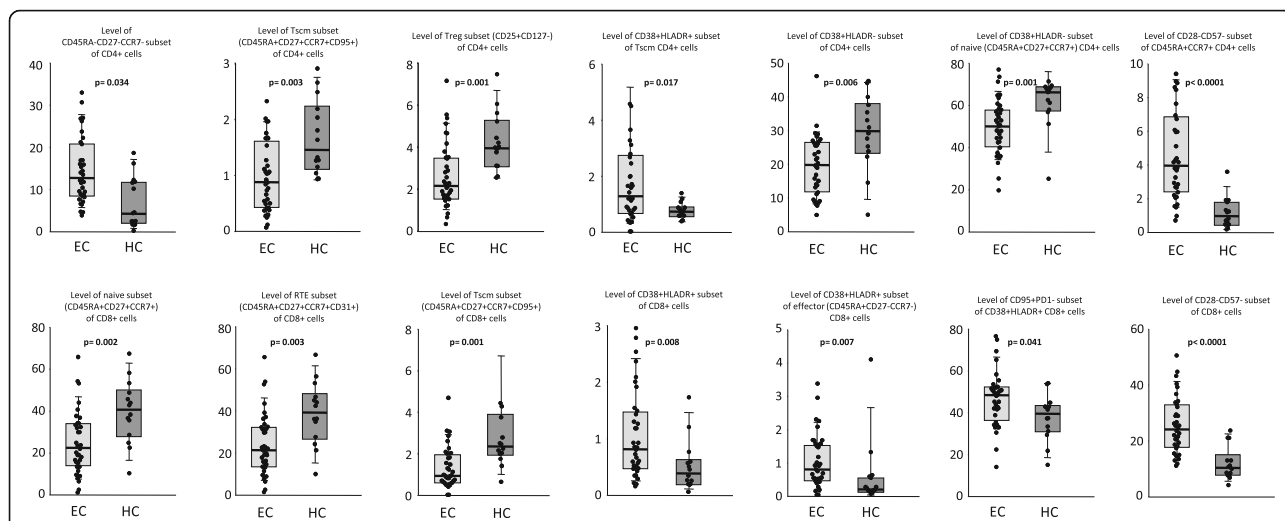 Level of
CD45RA-CD27-CCR7- subset
of CD4+ cells
40
30
20
10
0
p= 0.034
EC HC
Level of Tscm subset
(CD45RA+CD27+CCR7+CD95+)
of CD4+ cells
3
2
1
0
p= 0.003
EC HC
Level of Treg subset (CD25+CD127-)
of CD4+ cells
8
6
4
2
0
p= 0.001
EC HC
Level of CD38+HLADR+ subset
of Tscm CD4+ cells
6
4
2
0
p= 0.017
EC HC
Level of CD38+HLADR- subset
of CD4+ cells
50
40
30
20
10
0
p= 0.006
EC HC
Level of CD38+HLADR- subset
of naive (CD45RA+CD27+CCR7+) CD4+ cells
80
60
40
20
0
p= 0.001
EC HC
Level of CD28-CD57- subset of
CD45RA+CCR7+ CD4+ cells
10
8
6
4
2
0
p< 0.0001
EC HC
Level of naive subset
(CD45RA+CD27+CCR7+)
of CD8+ cells
80
60
40
20
0
p= 0.002
EC HC
Level of RTE subset
(CD45RA+CD27+CCR7+CD31+)
of CD8+ cells
80
60
40
20
0
p= 0.003
EC HC
Level of Tscm subset
(CD45RA+CD27+CCR7+CD95+)
of CD8+ cells
8
6
4
2
0
p= 0.001
EC HC
Level of CD38+HLADR+ subset of
CD8+ cells
3
2
1
0
p= 0.008
EC HC
Level of CD38+HLADR+ subset
of effector (CD45RA+CD27-CCR7-)
CD8+ cells
5
4
3
2
1
0
p= 0.007
EC HC
Level of CD95+PD1- subset of
CD38+HLADR+ CD8+ cells
80
60
40
20
0
p= 0.041
EC HC
Level of CD28-CD57- subset
of CD8+ cells
60
40
20
0
p< 0.0001
EC HC